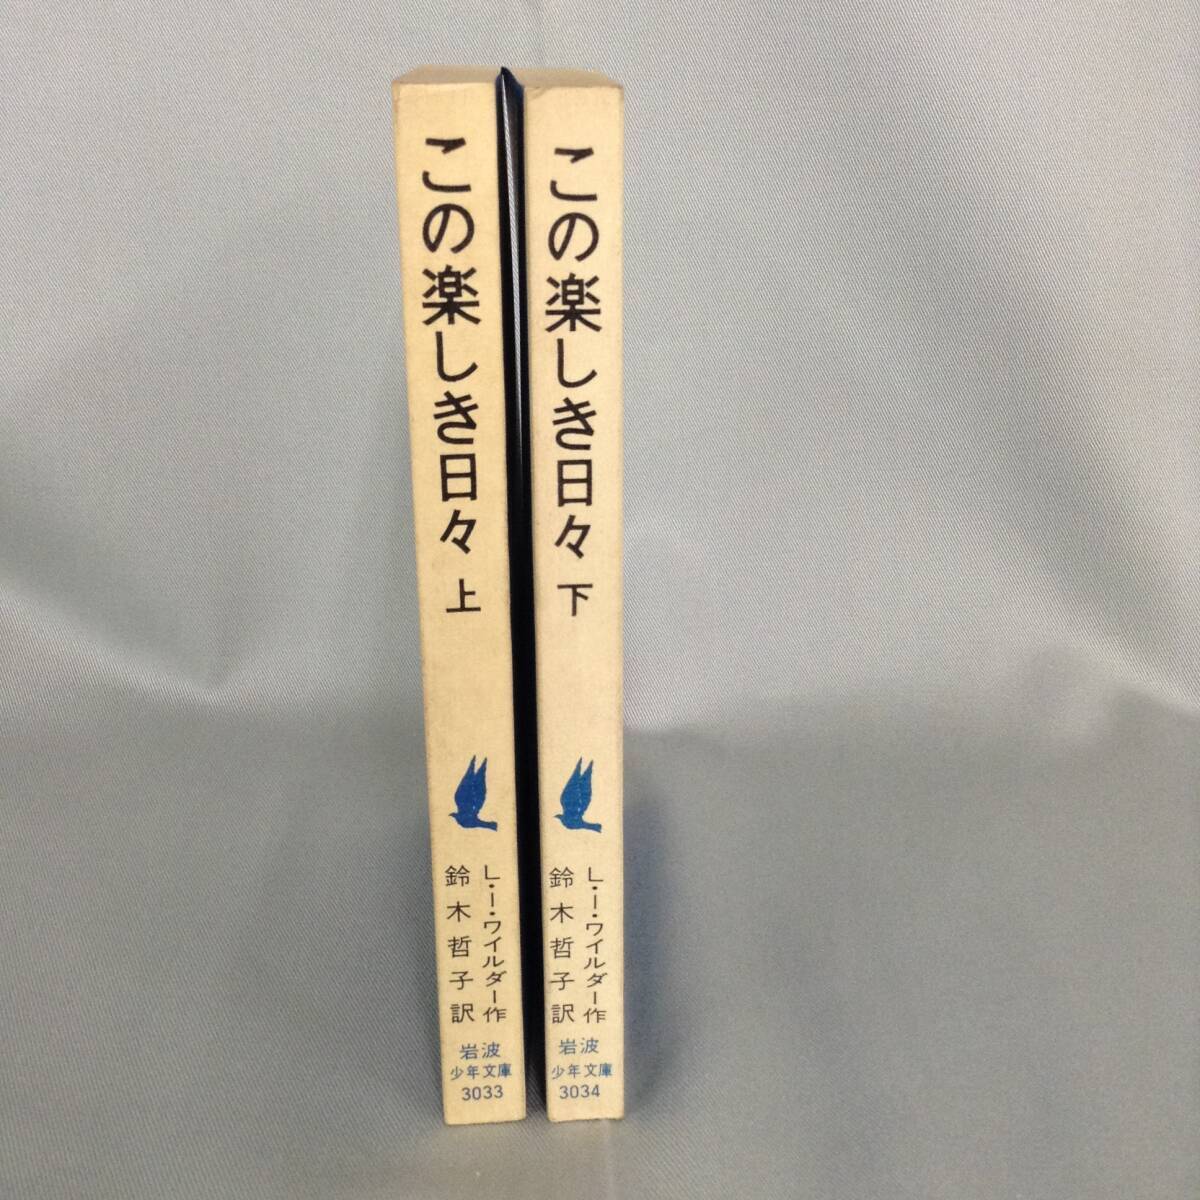 この楽しき日々 上
L・I・ワイルダー作
鈴木哲子訳
岩波
少年文庫
3033
この楽しき日々 下
L・I・ワイルダー作
鈴木哲子訳
岩波
少年文庫
3034